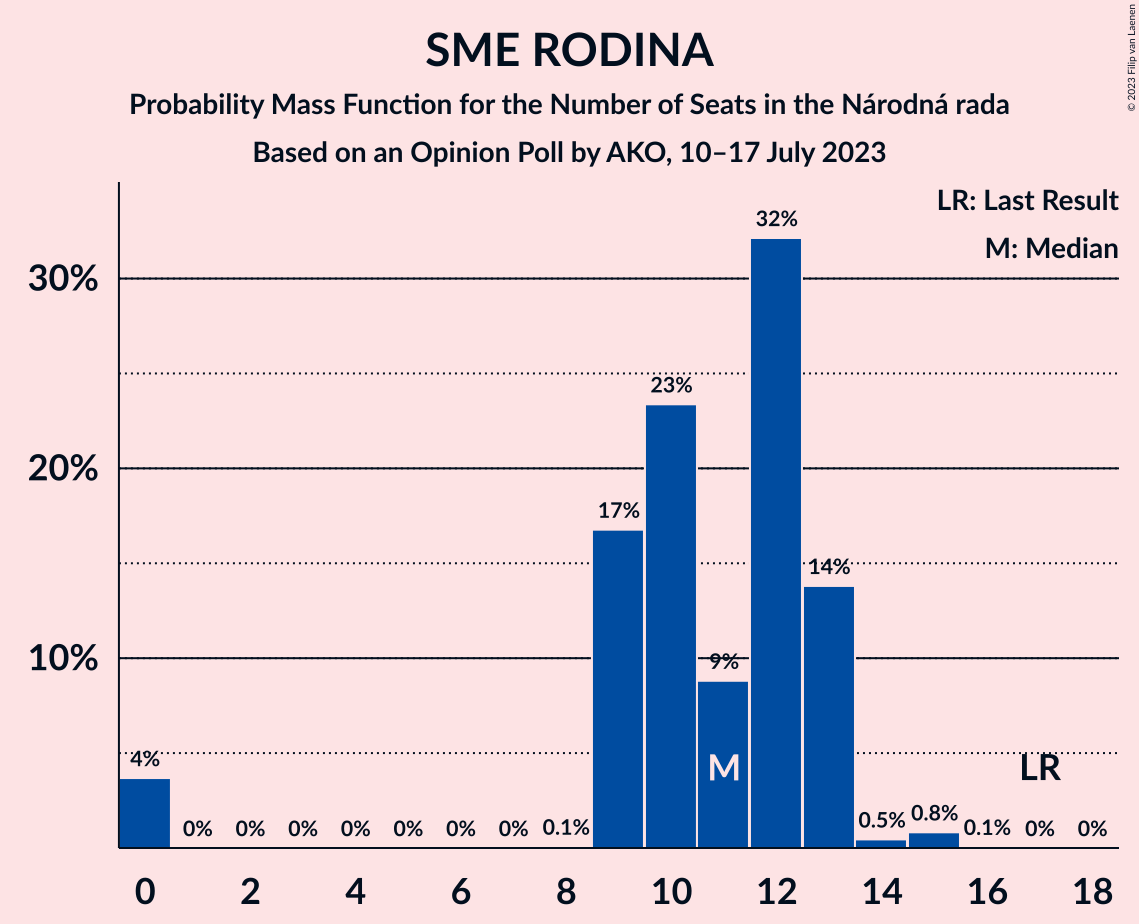 SME RODINA
Probability Mass Function for the Number of Seats in the Národná rada
Based on an Opinion Poll by AKO, 10–17 July 2023
© 2023 Filip van Laenen
LR: Last Result
M: Median
30%
20%
10%
4%
0%
0%
0%
0%
0%
0%
0%
0.1%
17%
23%
9%
32%
14%
0.5%
0.8%
0.1%
0%
0%
M
LR
0 2 4 6 8 10 12 14 16 18